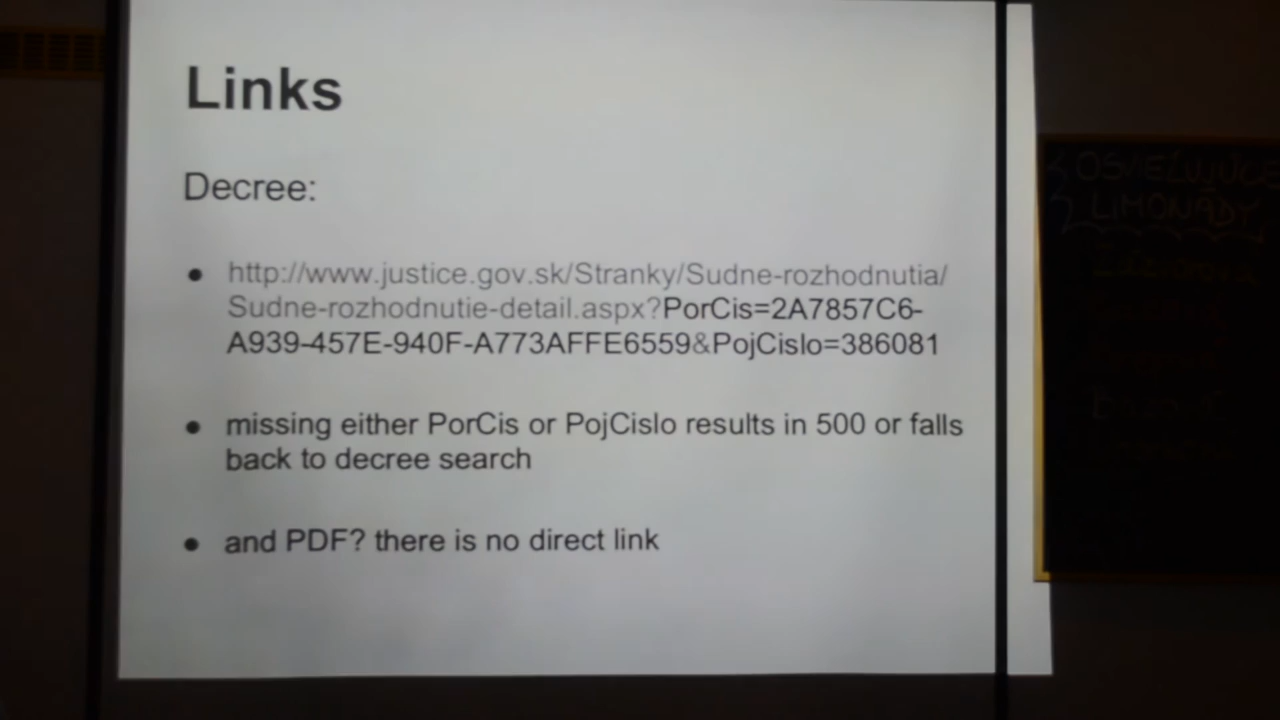 Links
Decree:
● http://www.justice.gov.sk/Stranky/Sudne-rozhodnutia/
Sudne-rozhodnutie-detail.aspx?PorCis=2A7857C6-
A939-457E-940F-A773AFFE6559&PojCislo=386081
● missing either PorCis or PojCislo results in 500 or falls
back to decree search
● and PDF? there is no direct link
OSVIEŽUJÚCE
LIMONÁDY